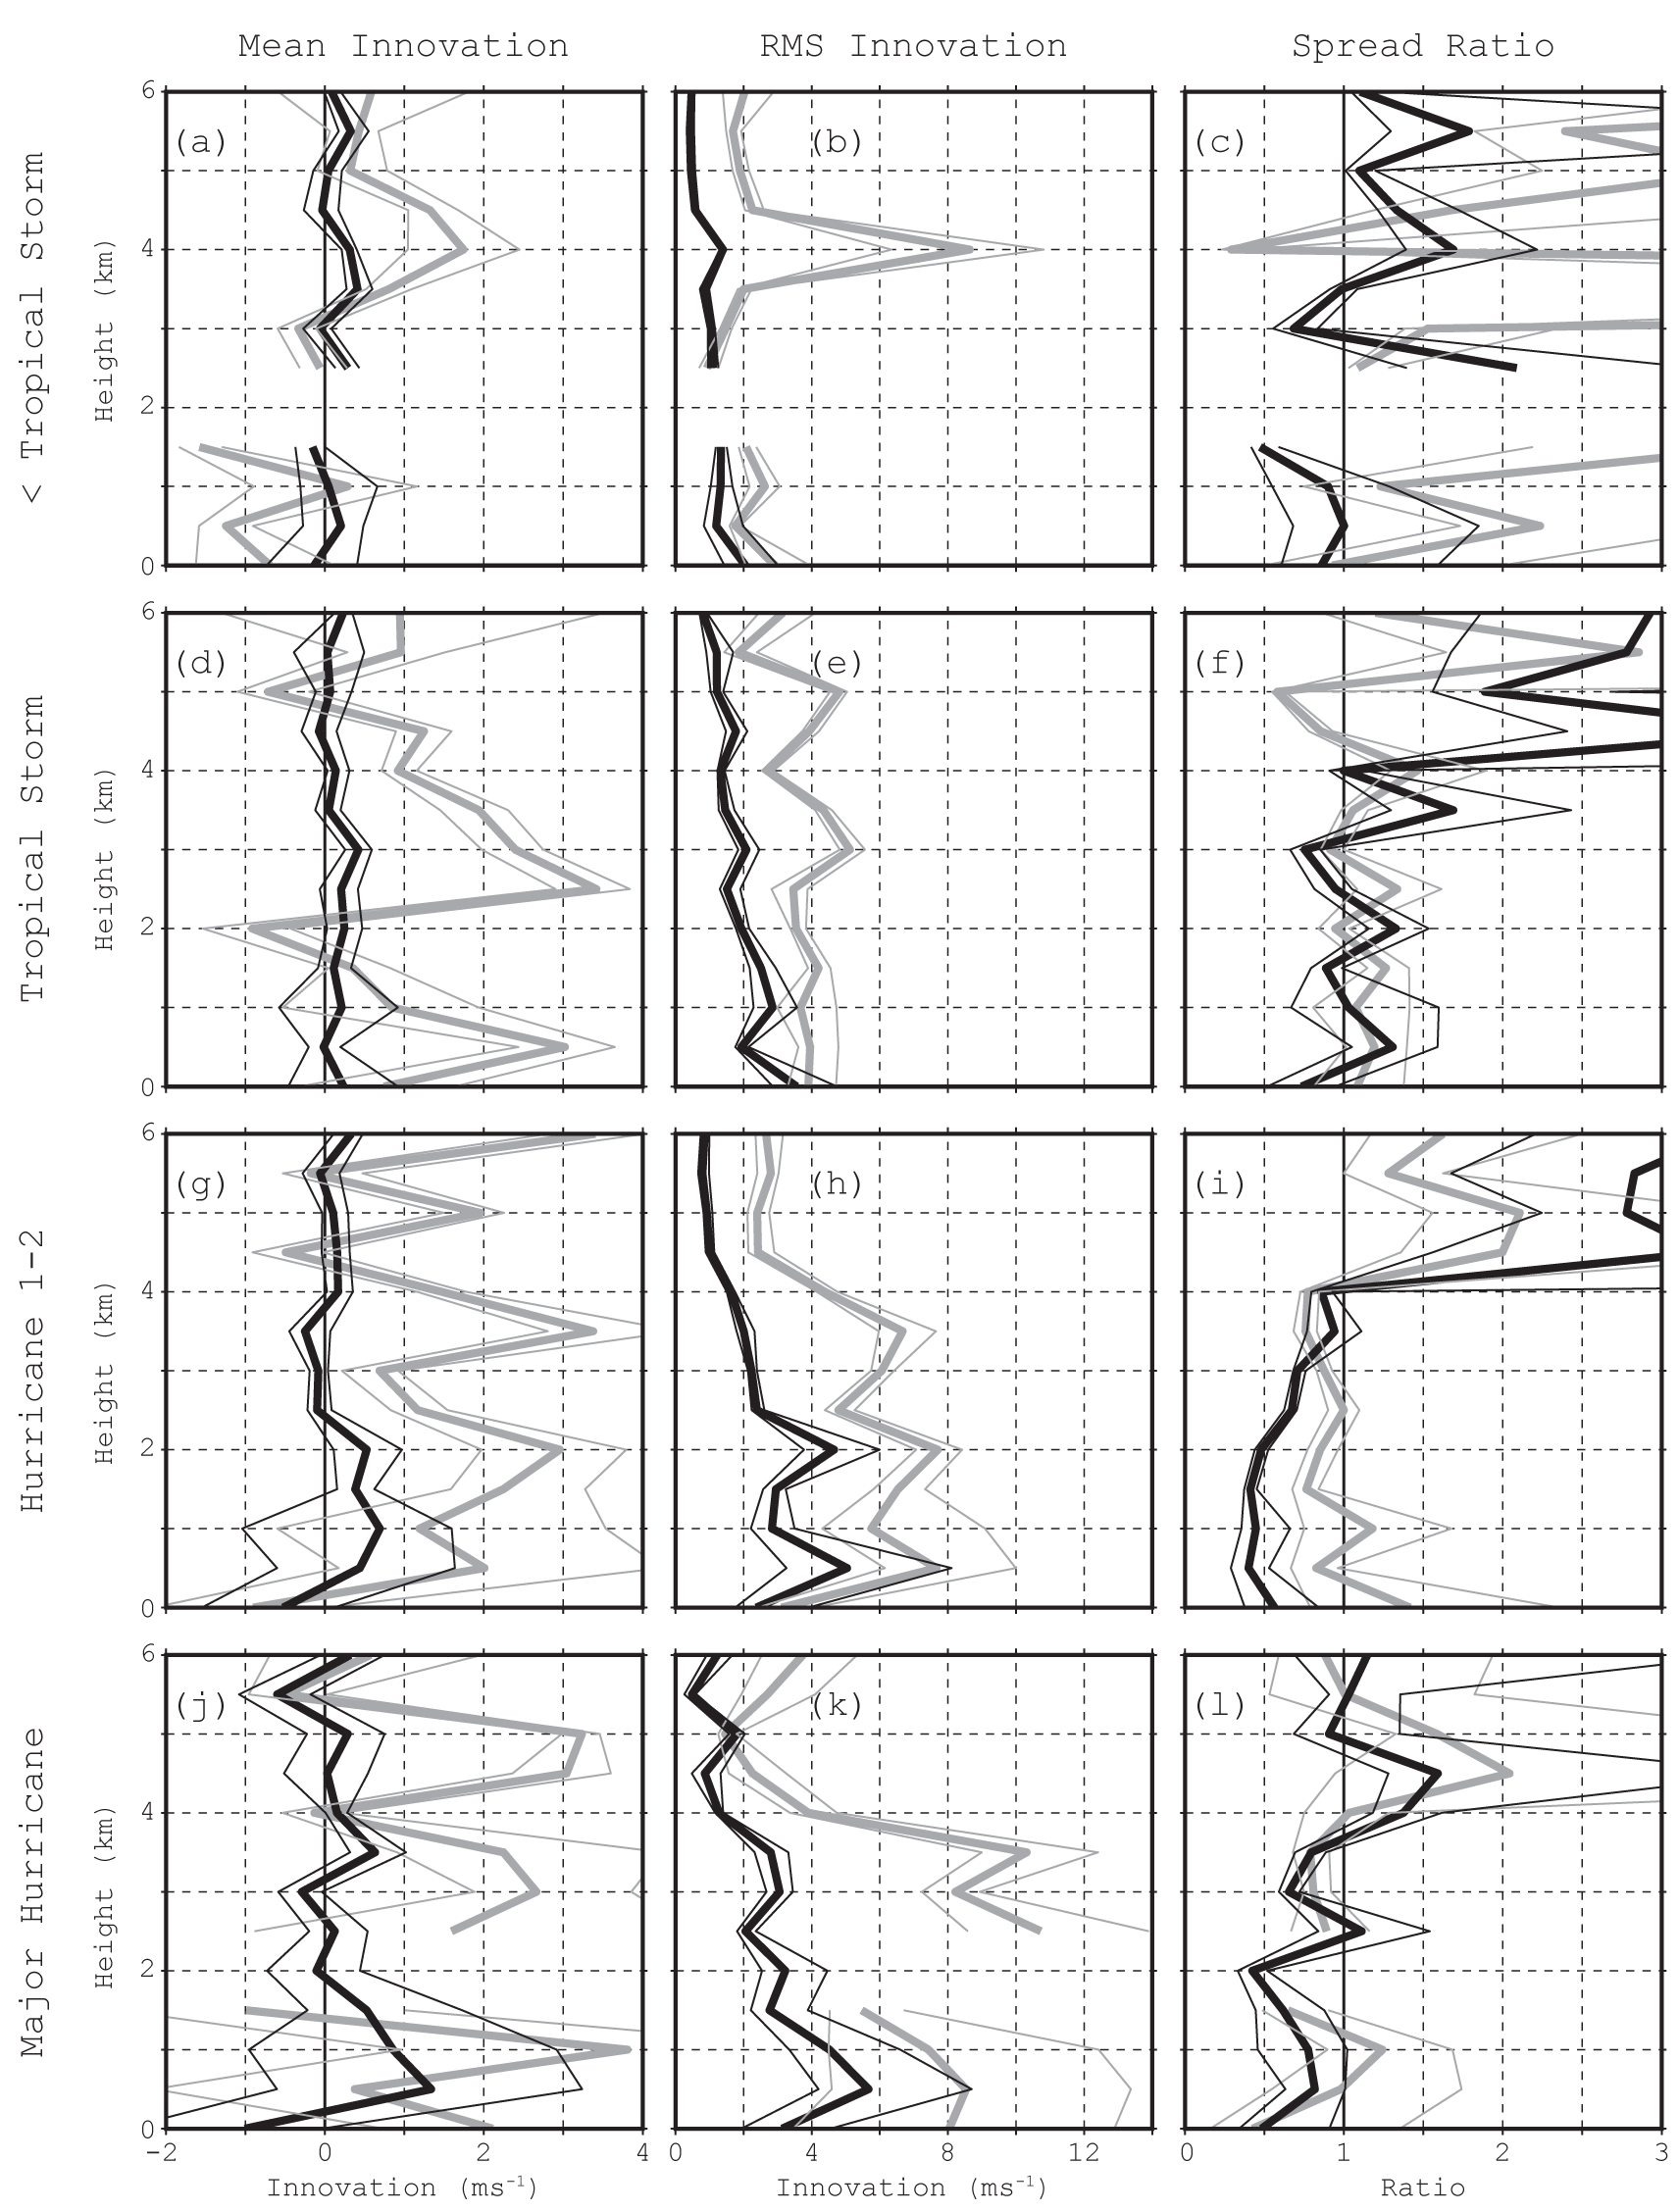 Mean Innovation RMS Innovation Spread Ratio
< Tropical Storm
Height (km)
6
4
2
0
(a) (b) (c)
Tropical Storm
Height (km)
6
4
2
0
(d) (e) (f)
Hurricane 1-2
Height (km)
6
4
2
0
(g) (h) (i)
Major Hurricane
Height (km)
6
4
2
0
(j) (k) (l)
-2 0 2 4 0 4 8 12 0 1 2 3
Innovation (ms⁻¹) Innovation (ms⁻¹) Ratio